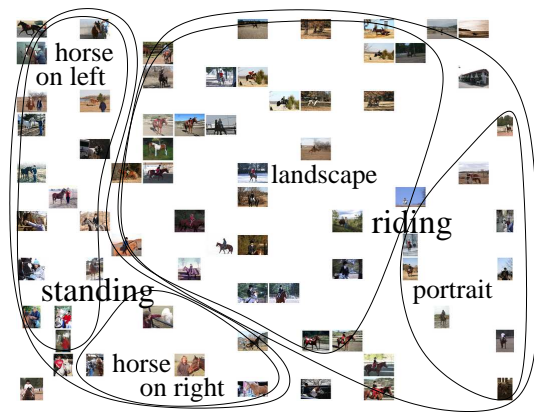 horse
on left
landscape
riding
standing
portrait
horse
on right